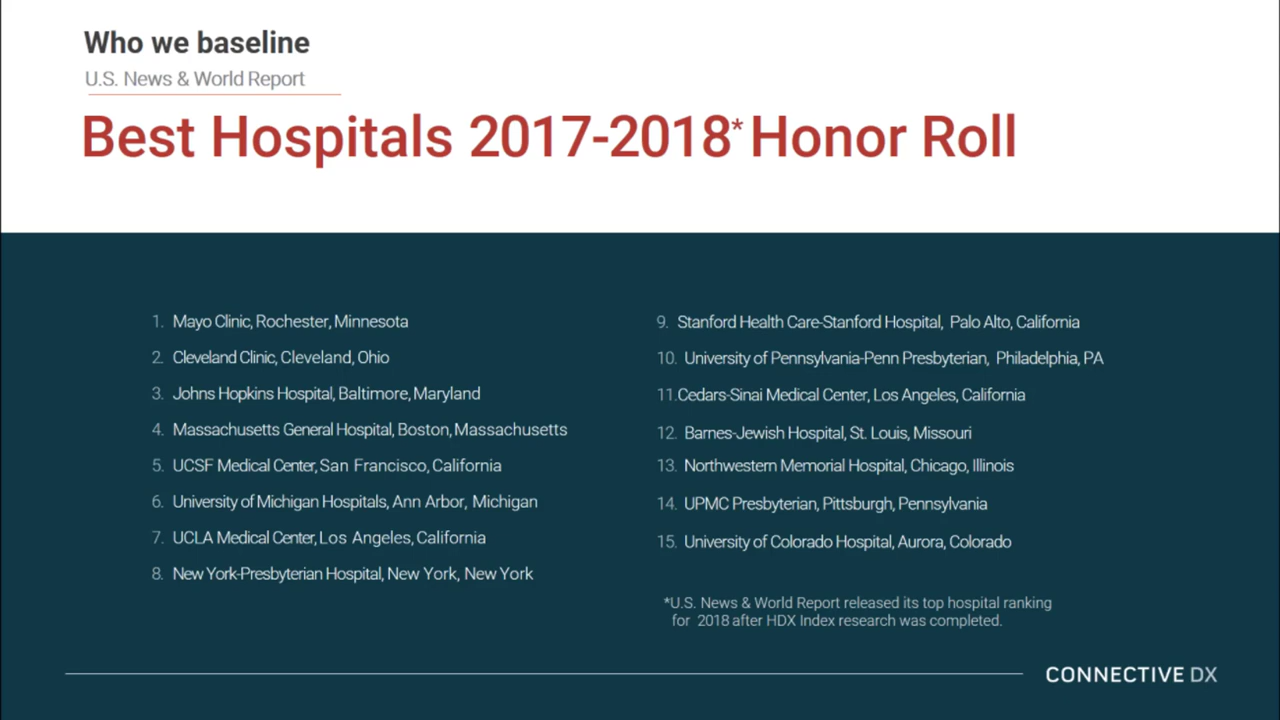 Who we baseline
U.S. News & World Report
Best Hospitals 2017-2018* Honor Roll
1. Mayo Clinic, Rochester, Minnesota
2. Cleveland Clinic, Cleveland, Ohio
3. Johns Hopkins Hospital, Baltimore, Maryland
4. Massachusetts General Hospital, Boston, Massachusetts
5. UCSF Medical Center, San Francisco, California
6. University of Michigan Hospitals, Ann Arbor, Michigan
7. UCLA Medical Center, Los Angeles, California
8. New York-Presbyterian Hospital, New York, New York
9. Stanford Health Care-Stanford Hospital, Palo Alto, California
10. University of Pennsylvania-Penn Presbyterian, Philadelphia, PA
11.Cedars-Sinai Medical Center, Los Angeles, California
12. Barnes-Jewish Hospital, St. Louis, Missouri
13. Northwestern Memorial Hospital, Chicago, Illinois
14. UPMC Presbyterian, Pittsburgh, Pennsylvania
15. University of Colorado Hospital, Aurora, Colorado
*U.S. News & World Report released its top hospital ranking
for 2018 after HDX Index research was completed.
CONNECTIVE DX